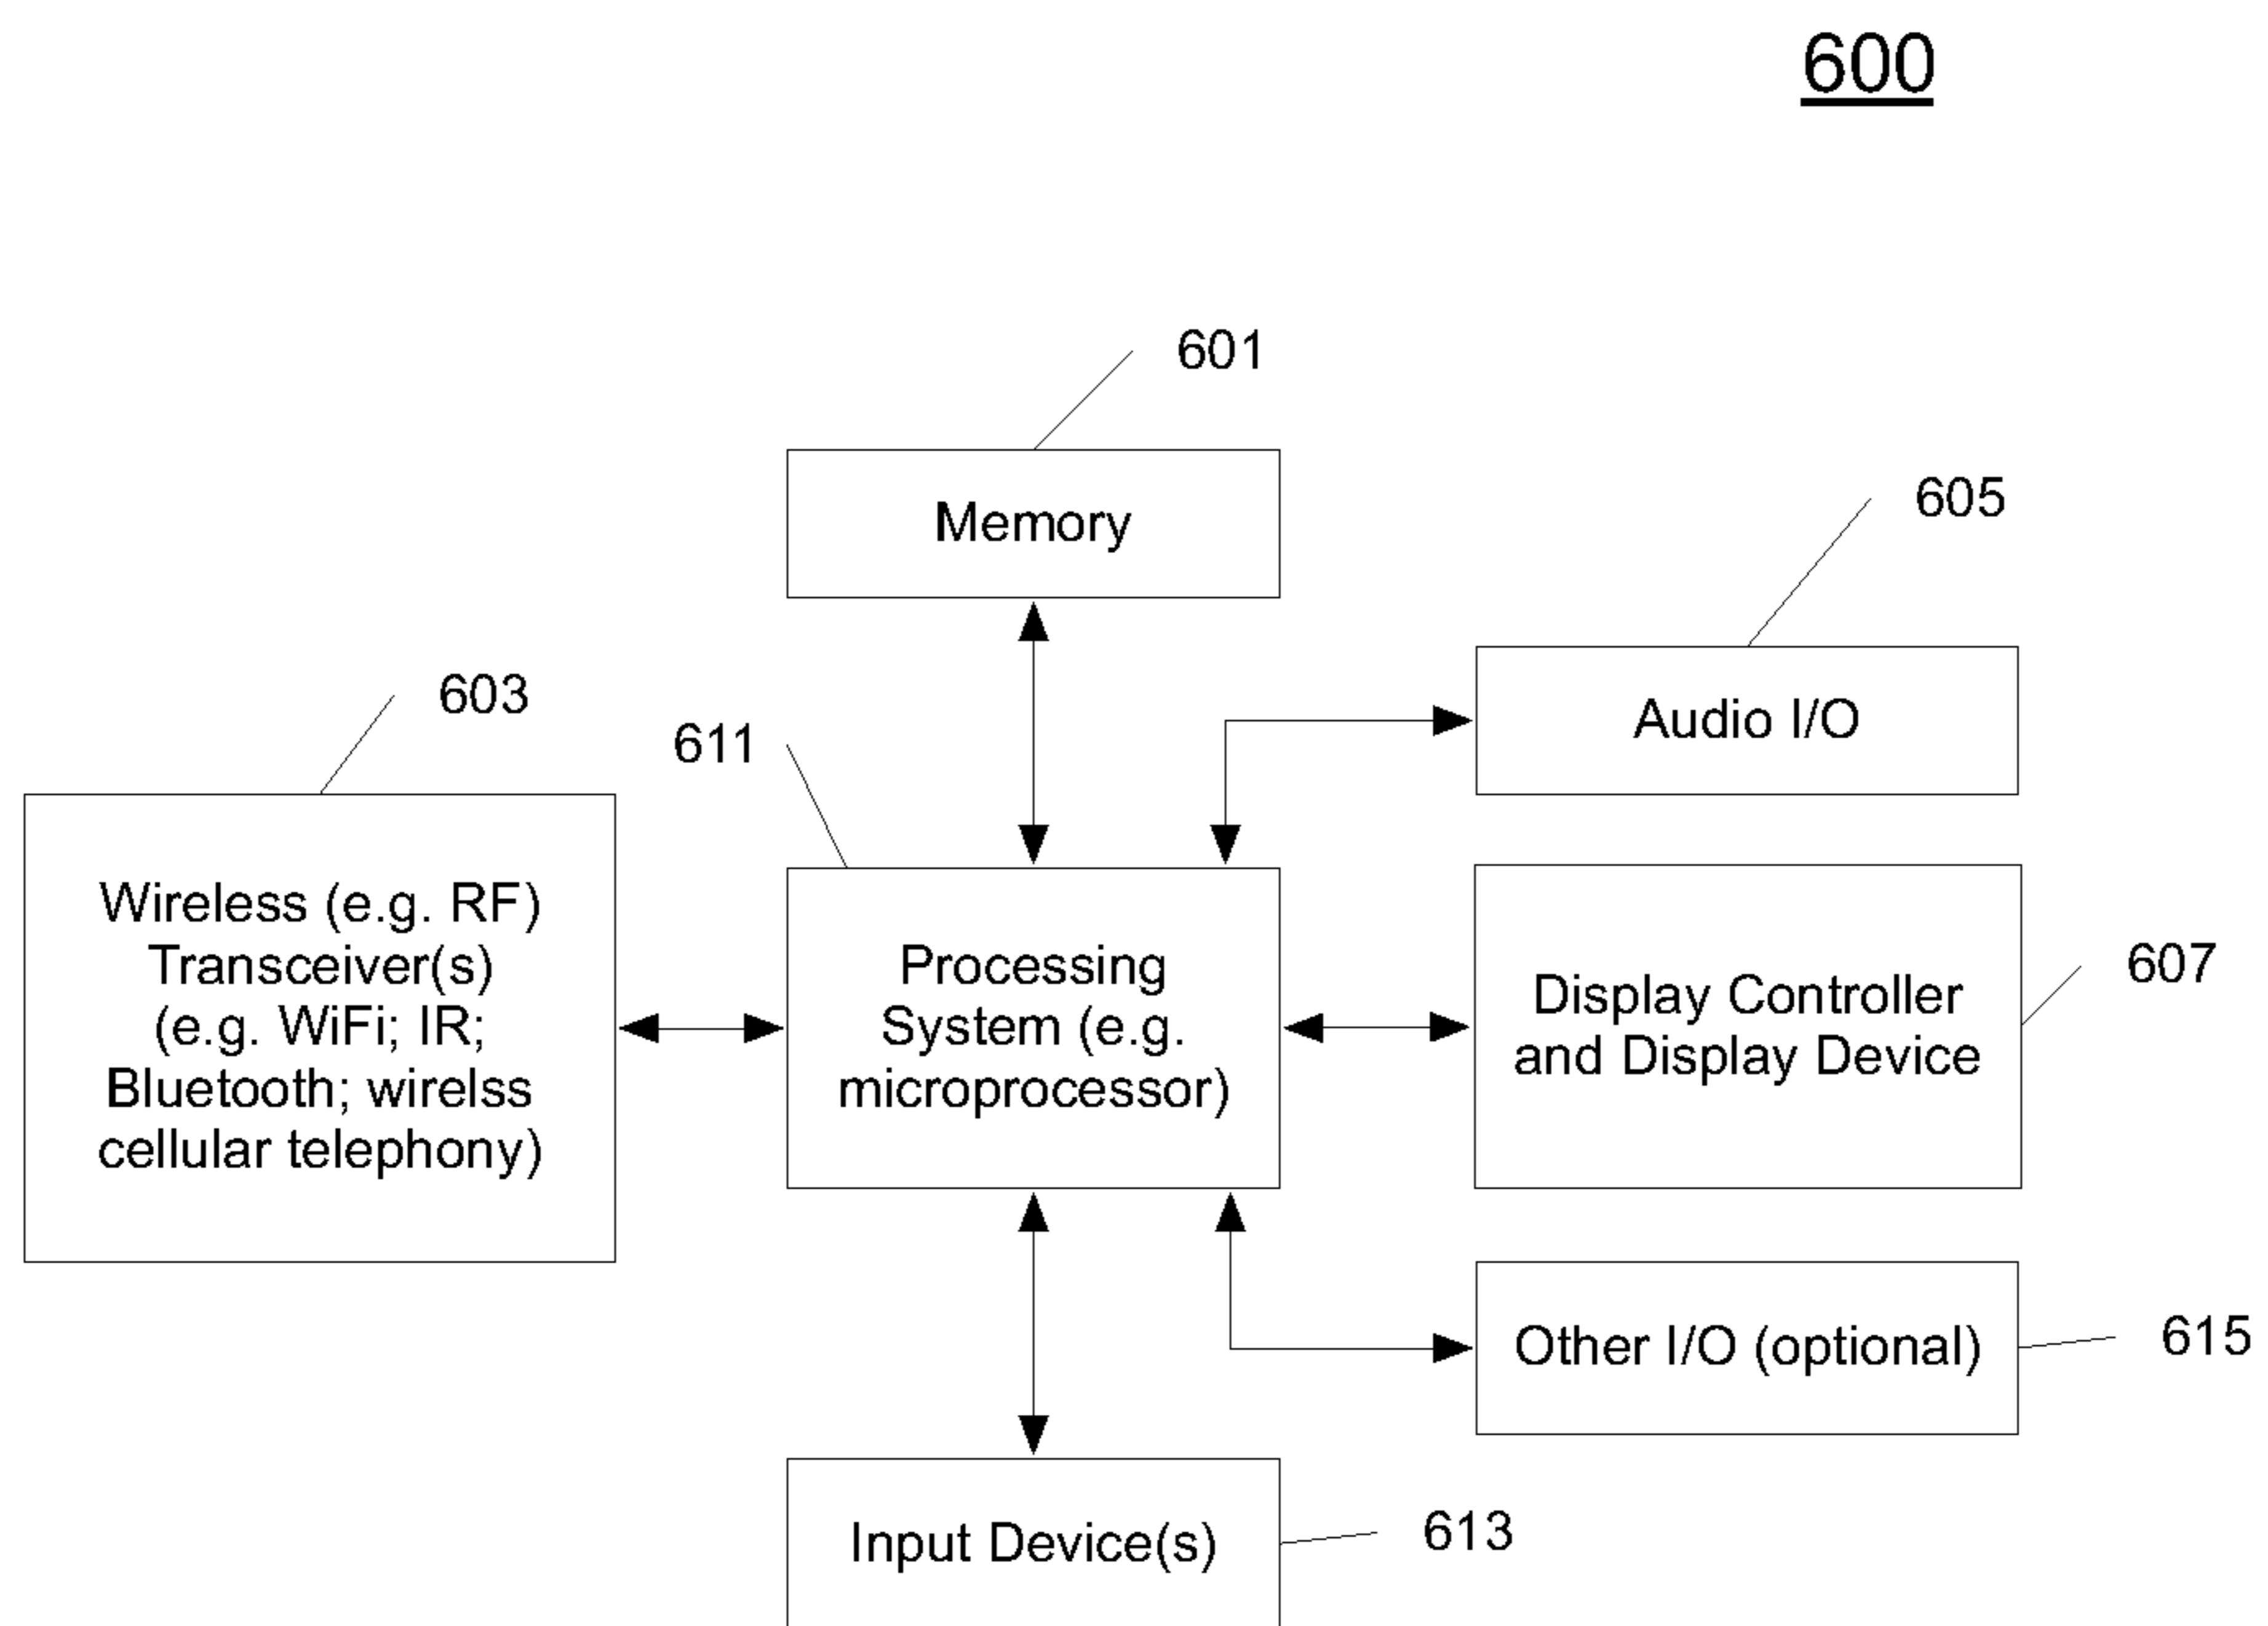 600
601
Memory
605
Audio I/O
603
611
Wireless (e.g. RF)
Transceiver(s)
(e.g. WiFi; IR;
Bluetooth; wirelss
cellular telephony)
Processing
System (e.g.
microprocessor)
607
Display Controller
and Display Device
615
Other I/O (optional)
613
Input Device(s)